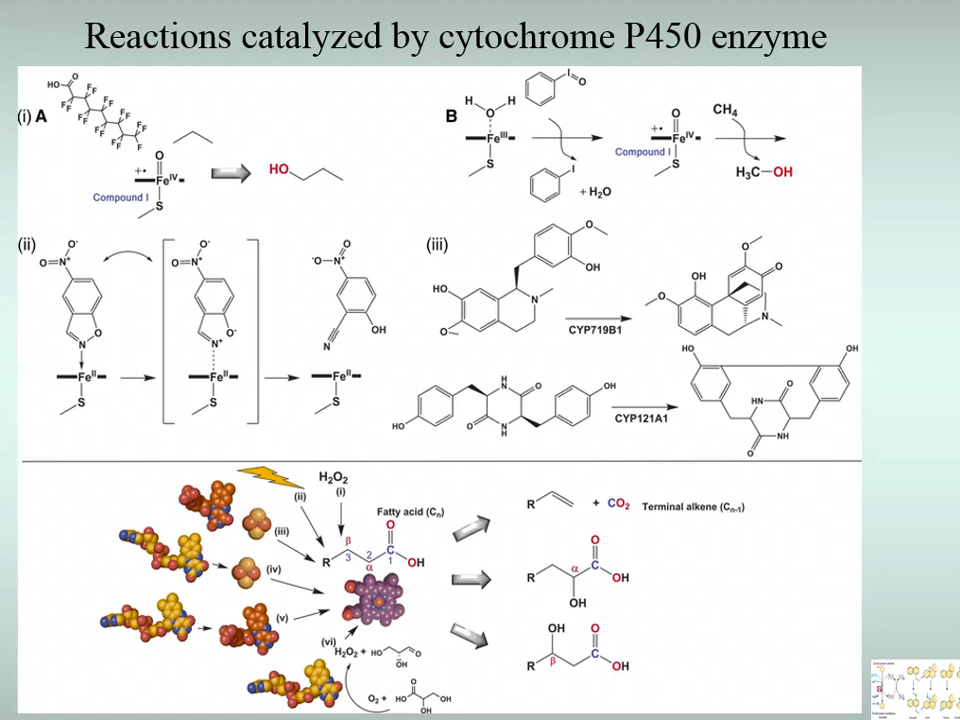 Reactions catalyzed by cytochrome P450 enzyme
(i) A
HO
O
F F
F F
F F
F F
F F
F F
F F
F
O
+•
Fe^IV
Compound I
S
HO
B
H O H
Fe^III
S
I=O
I
+ H₂O
O
+•
Fe^IV
Compound I
S
CH₄
H₃C—OH
(ii)
O=N⁺ O⁻
O
N
Fe^II
S
O=N⁺ O⁻
O⁻
N⁺
Fe^II
S
⁻O—N⁺ O
OH
N
Fe^II
S
(iii)
O
OH
HO
N
O
CYP719B1
O
OH
O
O
N
HO
H
N
O
O
N
H
OH
CYP121A1
HO
OH
O
HN
NH
O
H₂O₂
(ii)
(i)
(iii)
(iv)
(v)
(vi)
Fatty acid (Cₙ)
O
β
R
3
2
1
C
α
OH
H₂O₂ + HO O
OH
O₂ + HO O OH
OH
R
+ CO₂
Terminal alkene (Cₙ₋₁)
O
α
R
C
OH
OH
OH
O
R
β
C
OH